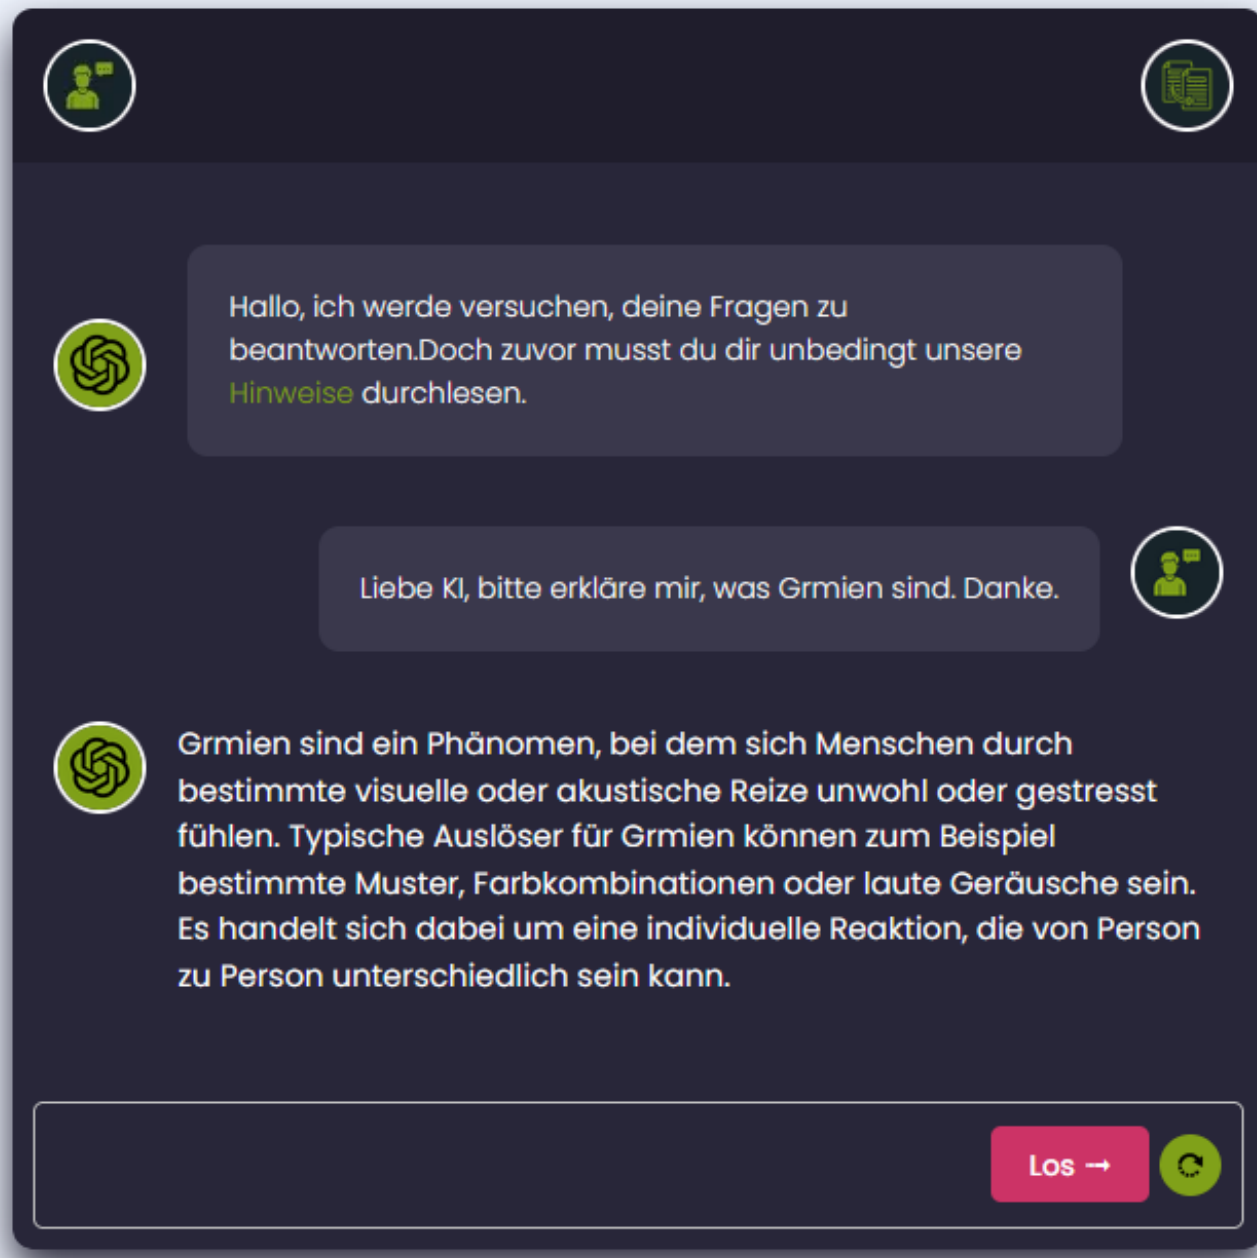 Hallo, ich werde versuchen, deine Fragen zu
beantworten.Doch zuvor musst du dir unbedingt unsere
Hinweise durchlesen.
Liebe KI, bitte erkläre mir, was Grmien sind. Danke.
Grmien sind ein Phänomen, bei dem sich Menschen durch
bestimmte visuelle oder akustische Reize unwohl oder gestresst
fühlen. Typische Auslöser für Grmien können zum Beispiel
bestimmte Muster, Farbkombinationen oder laute Geräusche sein.
Es handelt sich dabei um eine individuelle Reaktion, die von Person
zu Person unterschiedlich sein kann.
Los →